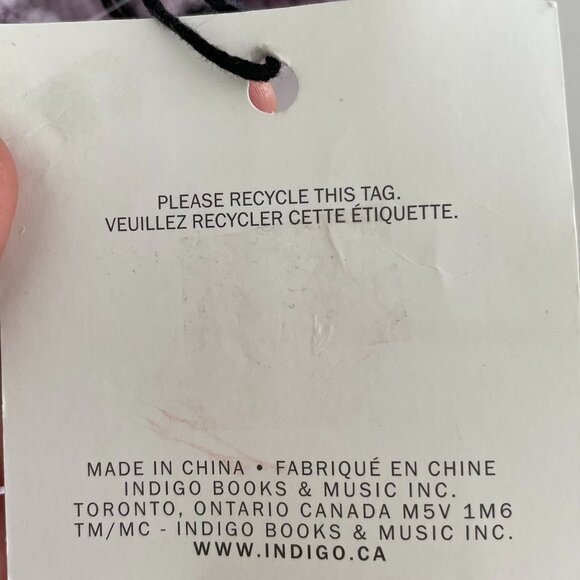 PLEASE RECYCLE THIS TAG.
VEUILLEZ RECYCLER CETTE ÉTIQUETTE.
MADE IN CHINA • FABRIQUÉ EN CHINE
INDIGO BOOKS & MUSIC INC.
TORONTO, ONTARIO CANADA M5V 1M6
TM/MC - INDIGO BOOKS & MUSIC INC.
WWW.INDIGO.CA